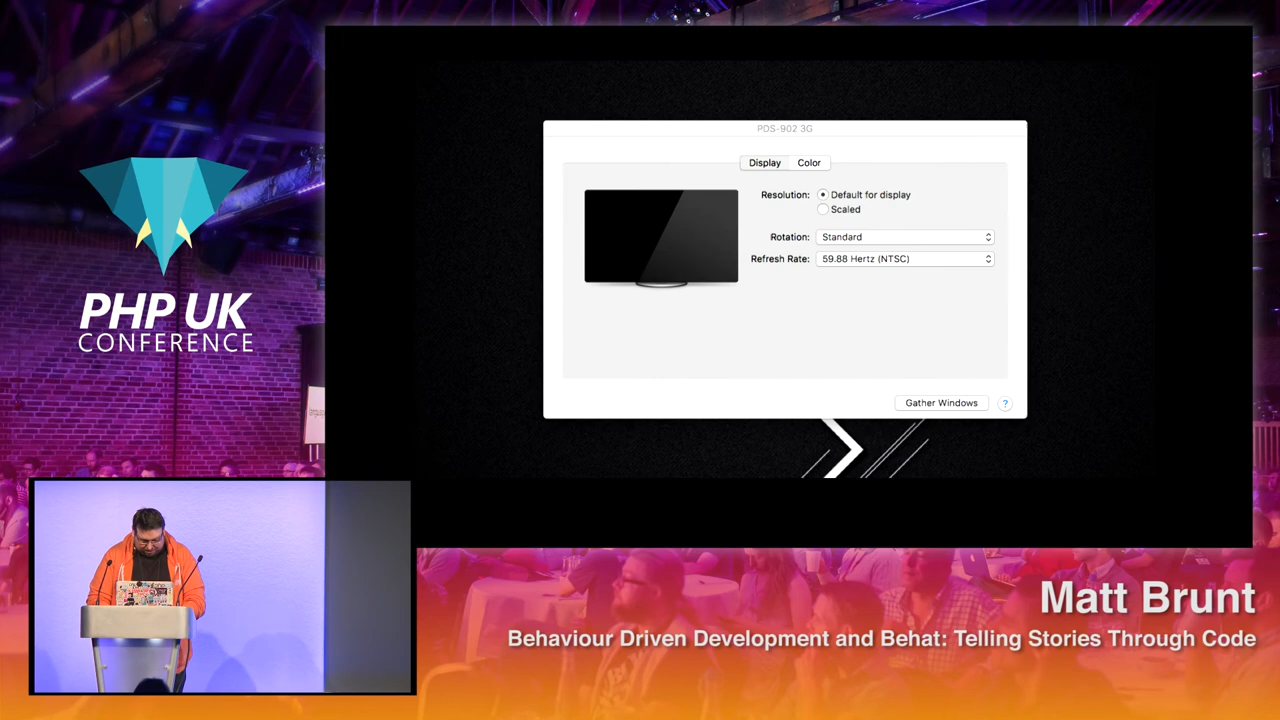 PDS-902 3G
Display Color
Resolution: Default for display
Scaled
Rotation: Standard
Refresh Rate: 59.88 Hertz (NTSC)
Gather Windows ?
PHP UK
CONFERENCE
Matt Brunt
Behaviour Driven Development and Behat: Telling Stories Through Code